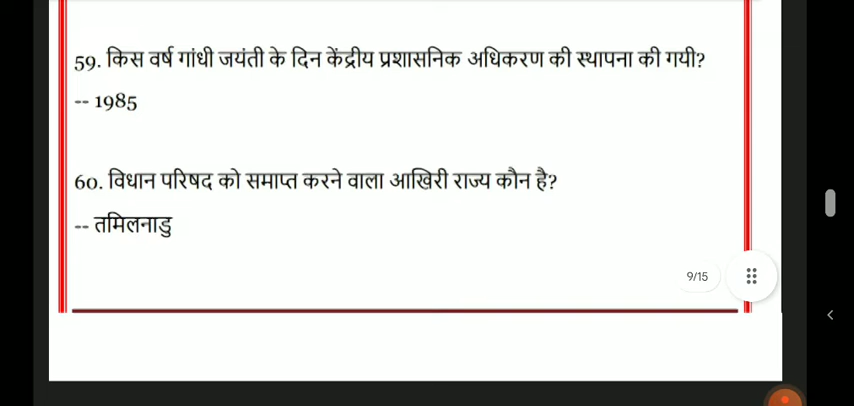 59. किस वर्ष गांधी जयंती के दिन केंद्रीय प्रशासनिक अधिकरण की स्थापना की गयी?
-- 1985
60. विधान परिषद को समाप्त करने वाला आखिरी राज्य कौन है?
-- तमिलनाडु
9/15